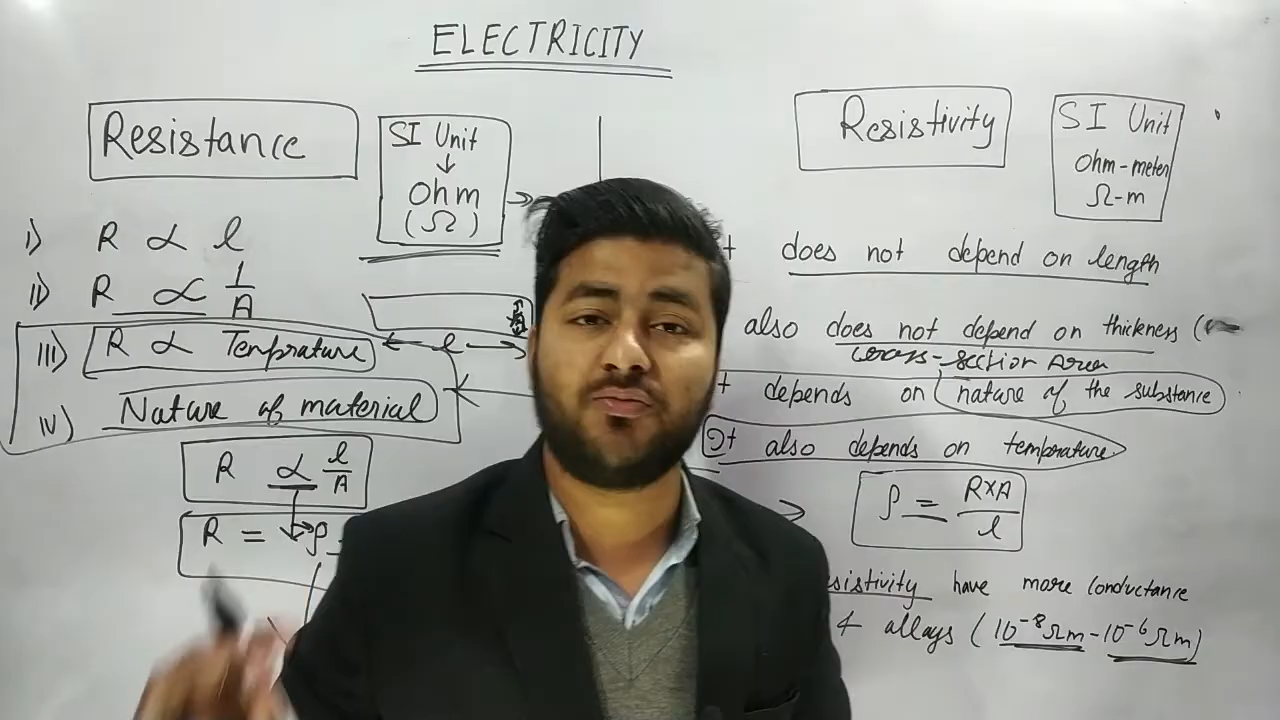 ELECTRICITY
Resistance
SI Unit
↓
Ohm
(Ω)
i) R ∝ l
ii) R ∝ 1/A
III) R ∝ Temprature
IV) Nature of material
l
R ∝ l/A
R = ρ
Resistivity
SI Unit
Ohm-meter
Ω-m
does not depend on length
also does not depend on thickness (
cross-section Area
depends on nature of the substance
It also depends on temprature
ρ = R×A/l
have more conductance
& alloys (10⁻⁸Ωm-10⁻⁶Ωm)